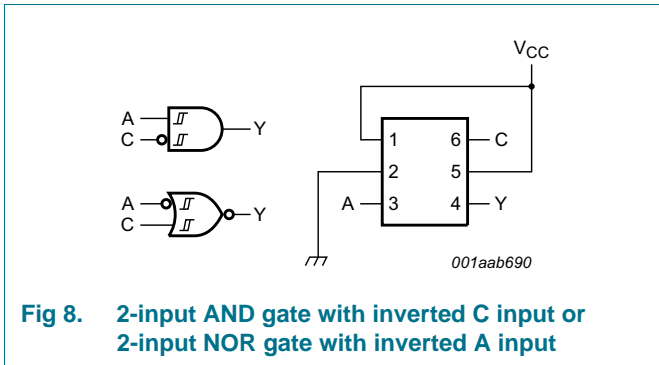 VCC
A
C
Y
A
C
Y
1 6 C
2 5
A 3 4 Y
001aab690
Fig 8. 2-input AND gate with inverted C input or
2-input NOR gate with inverted A input